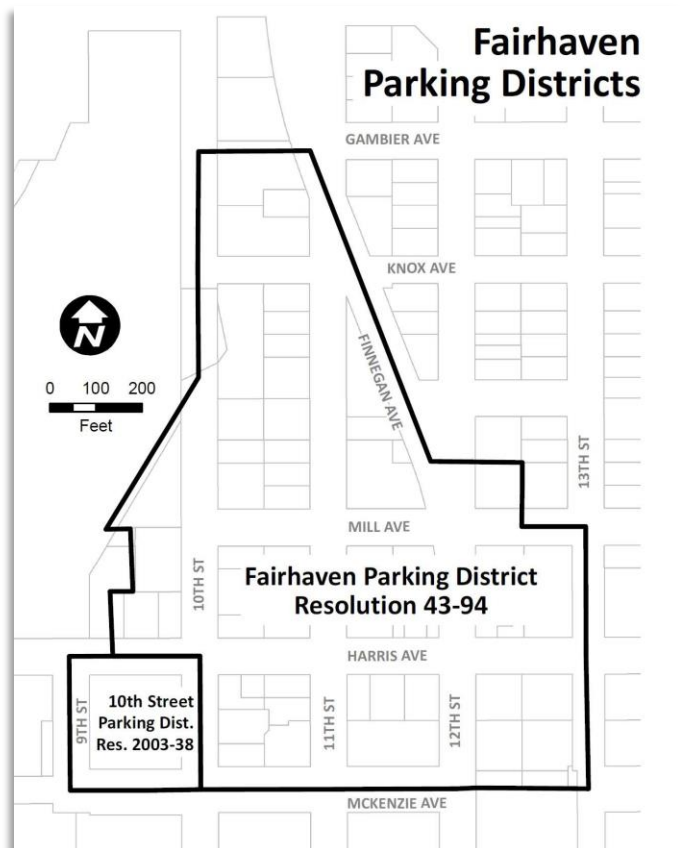 Fairhaven
Parking Districts
GAMBIER AVE
KNOX AVE
N
0 100 200
Feet
FINNEGAN AVE
13TH ST
MILL AVE
10TH ST
Fairhaven Parking District
Resolution 43-94
HARRIS AVE
9TH ST
10th Street
Parking Dist.
Res. 2003-38
11TH ST
12TH ST
MCKENZIE AVE